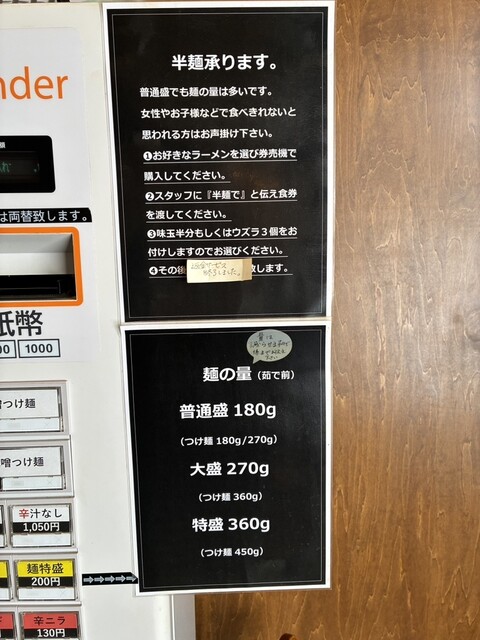 nder
半麺承ります。
普通盛でも麺の量は多いです。
女性やお子様などで食べきれないと
思われる方はお声掛け下さい。
❶お好きなラーメンを選び券売機で
購入してください。
❷スタッフに『半麺で』と伝え食券
を渡してください。
❸味玉半分もしくはウズラ3個をお
付けしますのでお選びください。
❹その後
終了しました。
致します。
は両替致します。
紙幣
1000
麺の量(茹で前)
普通盛 180g
(つけ麺 180g/270g)
大盛 270g
(つけ麺 360g)
特盛 360g
(つけ麺 450g)
つけ麺
噌つけ麺
辛汁なし
1,050円
麺特盛
200円
辛ニラ
130円